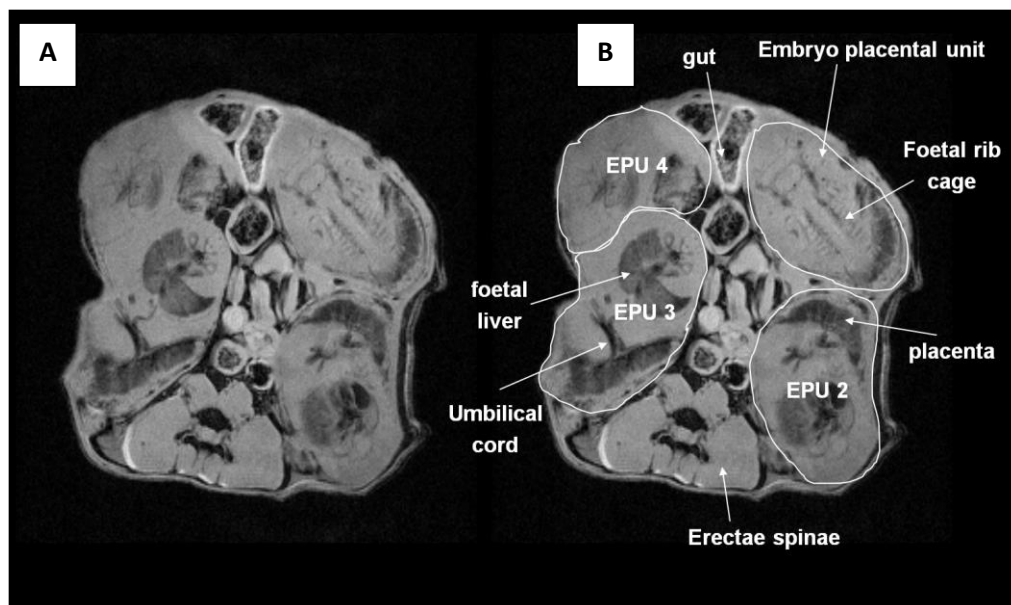 A
B
gut
Embryo placental unit
EPU 4
Foetal rib
cage
foetal
liver
EPU 3
placenta
EPU 2
Umbilical
cord
Erectae spinae